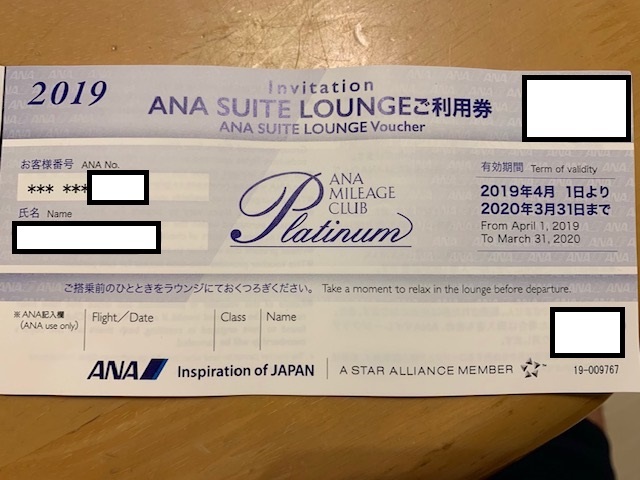 2019
Invitation
ANA SUITE LOUNGEご利用券
ANA SUITE LOUNGE Voucher
お客様番号 ANA No.
*** ***
氏名 Name
ANA
MILEAGE
CLUB
Platinum
有効期間 Term of validity
2019年4月 1日より
2020年3月31日まで
From April 1, 2019
To March 31, 2020
ご搭乗前のひとときをラウンジにておくつろぎください。 Take a moment to relax in the lounge before departure.
※ANA記入欄
(ANA use only)
Flight/Date
Class
Name
ANA Inspiration of JAPAN
A STAR ALLIANCE MEMBER
19-009767